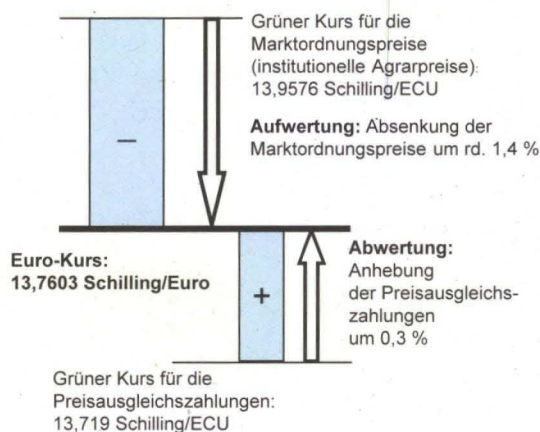 Grüner Kurs für die
Marktordnungspreise
(institutionelle Agrarpreise):
13,9576 Schilling/ECU
Aufwertung: Absenkung der
Marktordnungspreise um rd. 1,4 %
−
Euro-Kurs:
13,7603 Schilling/Euro
+
Abwertung:
Anhebung
der Preisausgleichs-
zahlungen
um 0,3 %
Grüner Kurs für die
Preisausgleichszahlungen:
13,719 Schilling/ECU